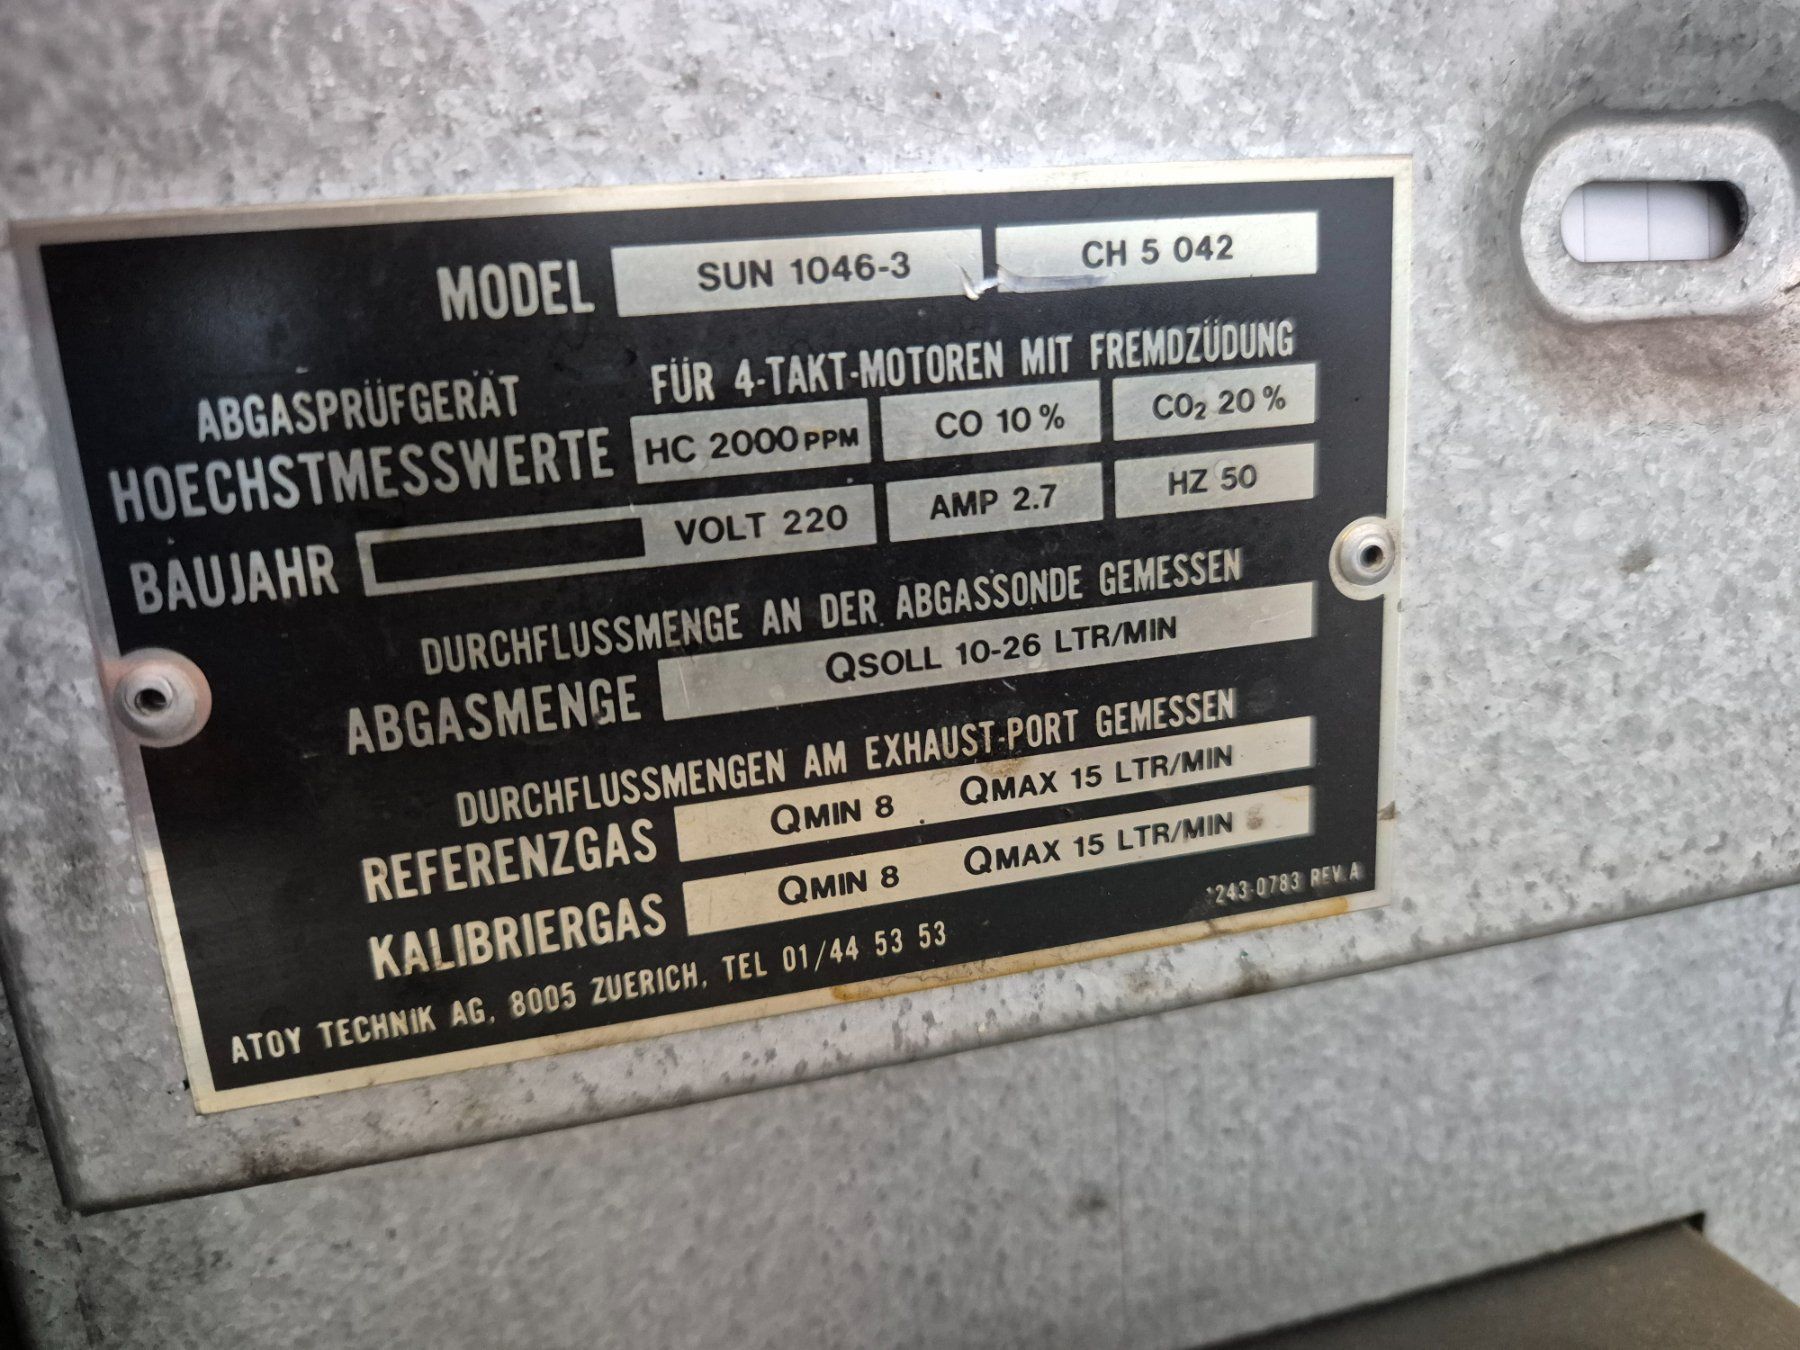 MODEL SUN 1046-3 CH 5 042
ABGASPRÜFGERÄT FÜR 4-TAKT-MOTOREN MIT FREMDZÜDUNG
HOECHSTMESSWERTE HC 2000 PPM CO 10 % CO₂ 20 %
BAUJAHR VOLT 220 AMP 2.7 HZ 50
DURCHFLUSSMENGE AN DER ABGASSONDE GEMESSEN
ABGASMENGE QSOLL 10-26 LTR/MIN
DURCHFLUSSMENGEN AM EXHAUST-PORT GEMESSEN
REFERENZGAS QMIN 8 QMAX 15 LTR/MIN
KALIBRIERGAS QMIN 8 QMAX 15 LTR/MIN
ATOY TECHNIK AG, 8005 ZUERICH, TEL 01/44 53 53
1243-0783 REV A